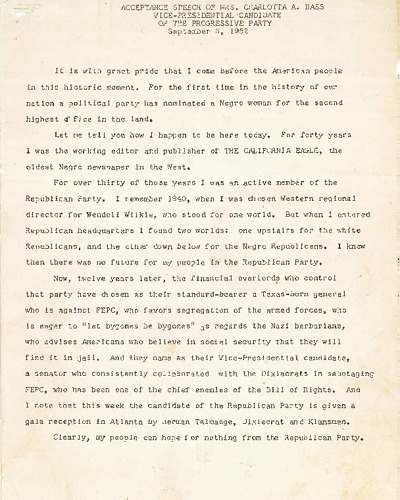 ACCEPTANCE SPEECH OF MRS. CHARLOTTA A. BASS
VICE-PRESIDENTIAL CANDIDATE
OF THE PROGRESSIVE PARTY
September 5, 1952
It is with great pride that I come before the American people
in this historic moment. For the first time in the history of our
nation a political party has nominated a Negro woman for the second
highest office in the land.
Let me tell you how I happen to be here today. For forty years
I was the working editor and publisher of THE CALIFORNIA EAGLE, the
oldest Negro newspaper in the West.
For over thirty of those years I was an active member of the
Republican Party. I remember 1940, when I was chosen Western regional
director for Wendell Wilkie, who stood for one world. But when I entered
Republican headquarters I found two worlds: one upstairs for the white
Republicans, and the other down below for the Negro Republicans. I knew
then there was no future for my people in the Republican Party.
Now, twelve years later, the financial overlords who control
that party have chosen as their standard-bearer a Texas-born general
who is against FEPC, who favors segregation of the armed forces, who
is eager to "let bygones be bygones" as regards the Nazi barbarians,
who advises Americans who believe in social security that they will
find it in jail. And they name as their Vice-Presidential candidate,
a senator who consistently collaborated with the Dixiecrats in sabotaging
FEPC, who has been one of the chief enemies of the Bill of Rights. And
I note that this week the candidate of the Republican Party is given a
gala reception in Atlanta by Herman Talmadge, Dixiecrat and Klansman.
Clearly, my people can hope for nothing from the Republican Party.